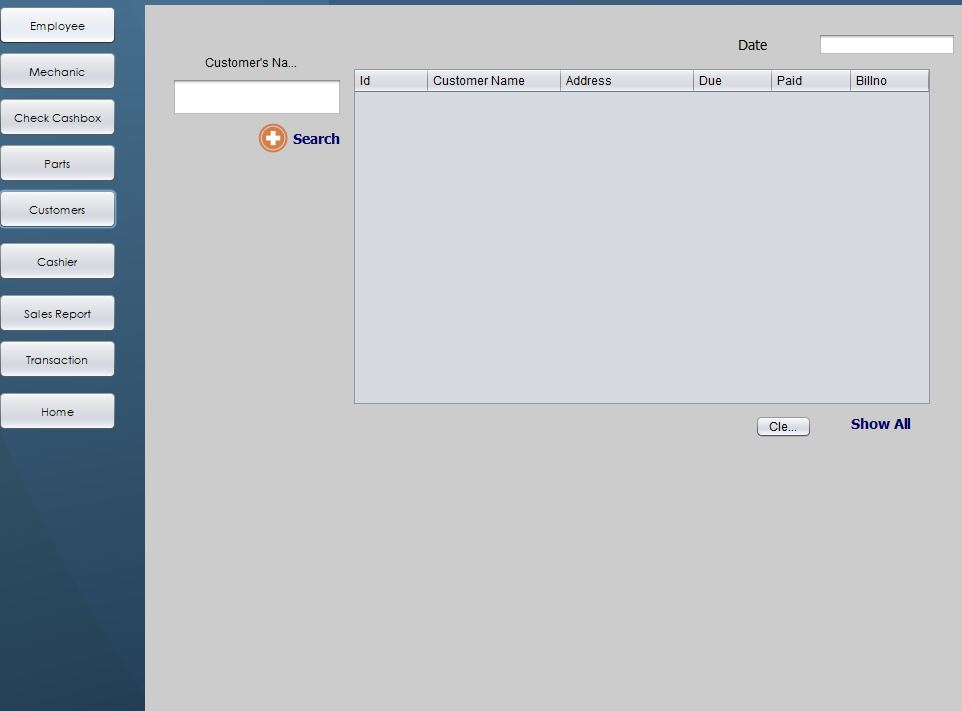 Employee
Mechanic
Check Cashbox
Parts
Customers
Cashier
Sales Report
Transaction
Home
Date
Customer's Na...
Search
Id Customer Name Address Due Paid Billno
Cle... Show All